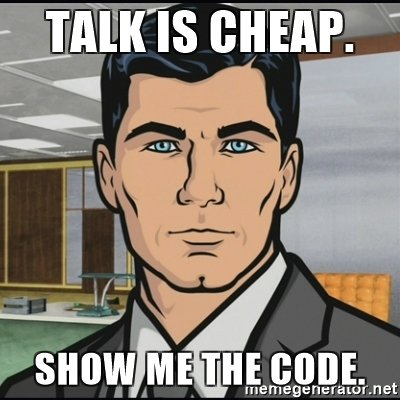 TALK IS CHEAP.
SHOW ME THE CODE.
memegenerator.net